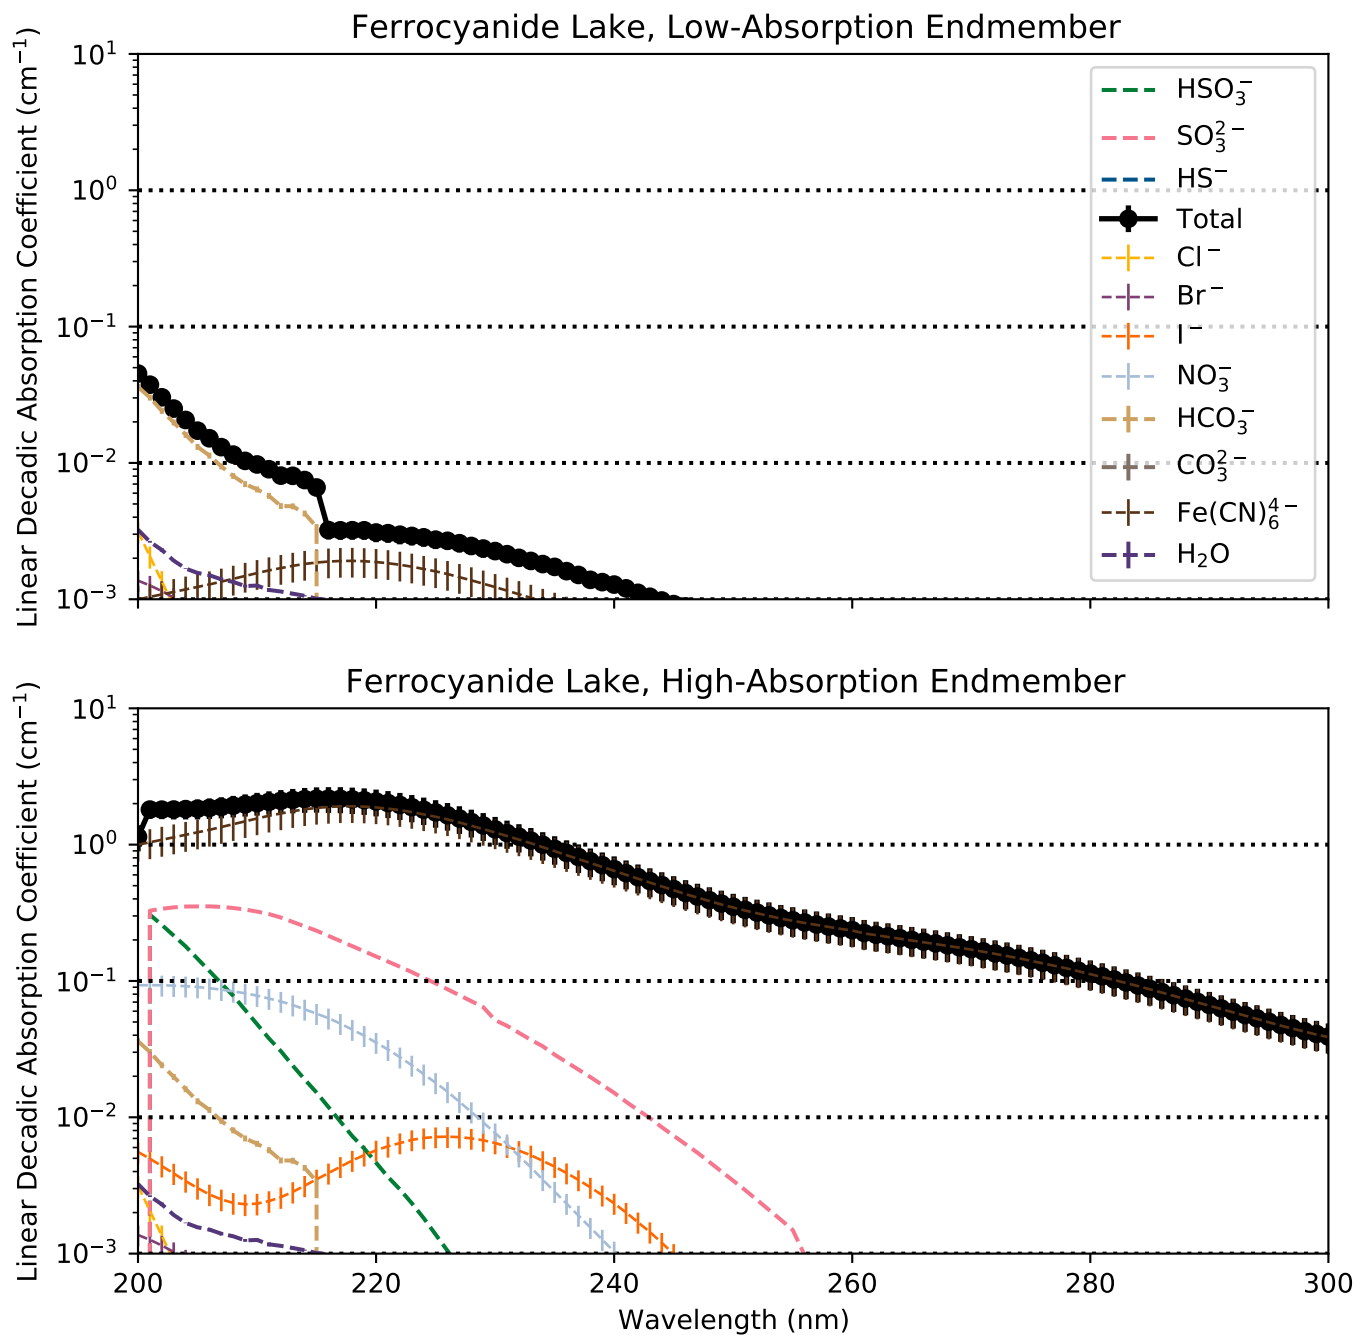 Ferrocyanide Lake, Low-Absorption Endmember
Linear Decadic Absorption Coefficient (cm⁻¹)
10¹
10⁰
10⁻¹
10⁻²
10⁻³
HSO₃⁻
SO₃²⁻
HS⁻
Total
Cl⁻
Br⁻
I⁻
NO₃⁻
HCO₃⁻
CO₃²⁻
Fe(CN)₆⁴⁻
H₂O
Ferrocyanide Lake, High-Absorption Endmember
Linear Decadic Absorption Coefficient (cm⁻¹)
10¹
10⁰
10⁻¹
10⁻²
10⁻³
200 220 240 260 280 300
Wavelength (nm)